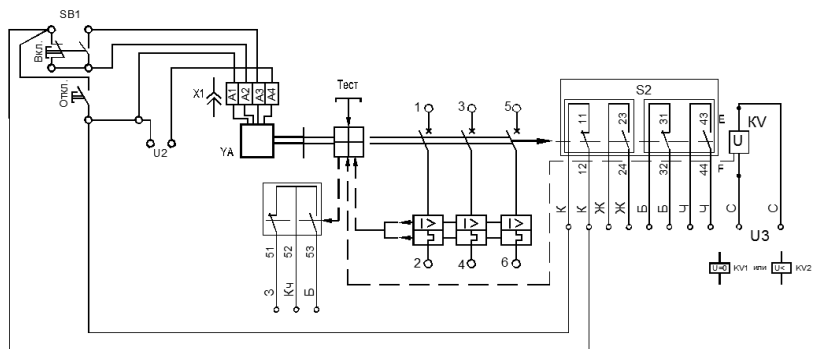 SB1
Вкл.
Откл.
U2
X1
A1 A2 A3 A4
YA
Тест
1 3 5
2 4 6
51 52 53
З Кч Б
S2
11 23 31 43
12 24 32 44
E
F
U KV
К К Ж Ж Б Б Ч Ч С С
U3
U=0 KV1 или U< KV2
I> I> I>